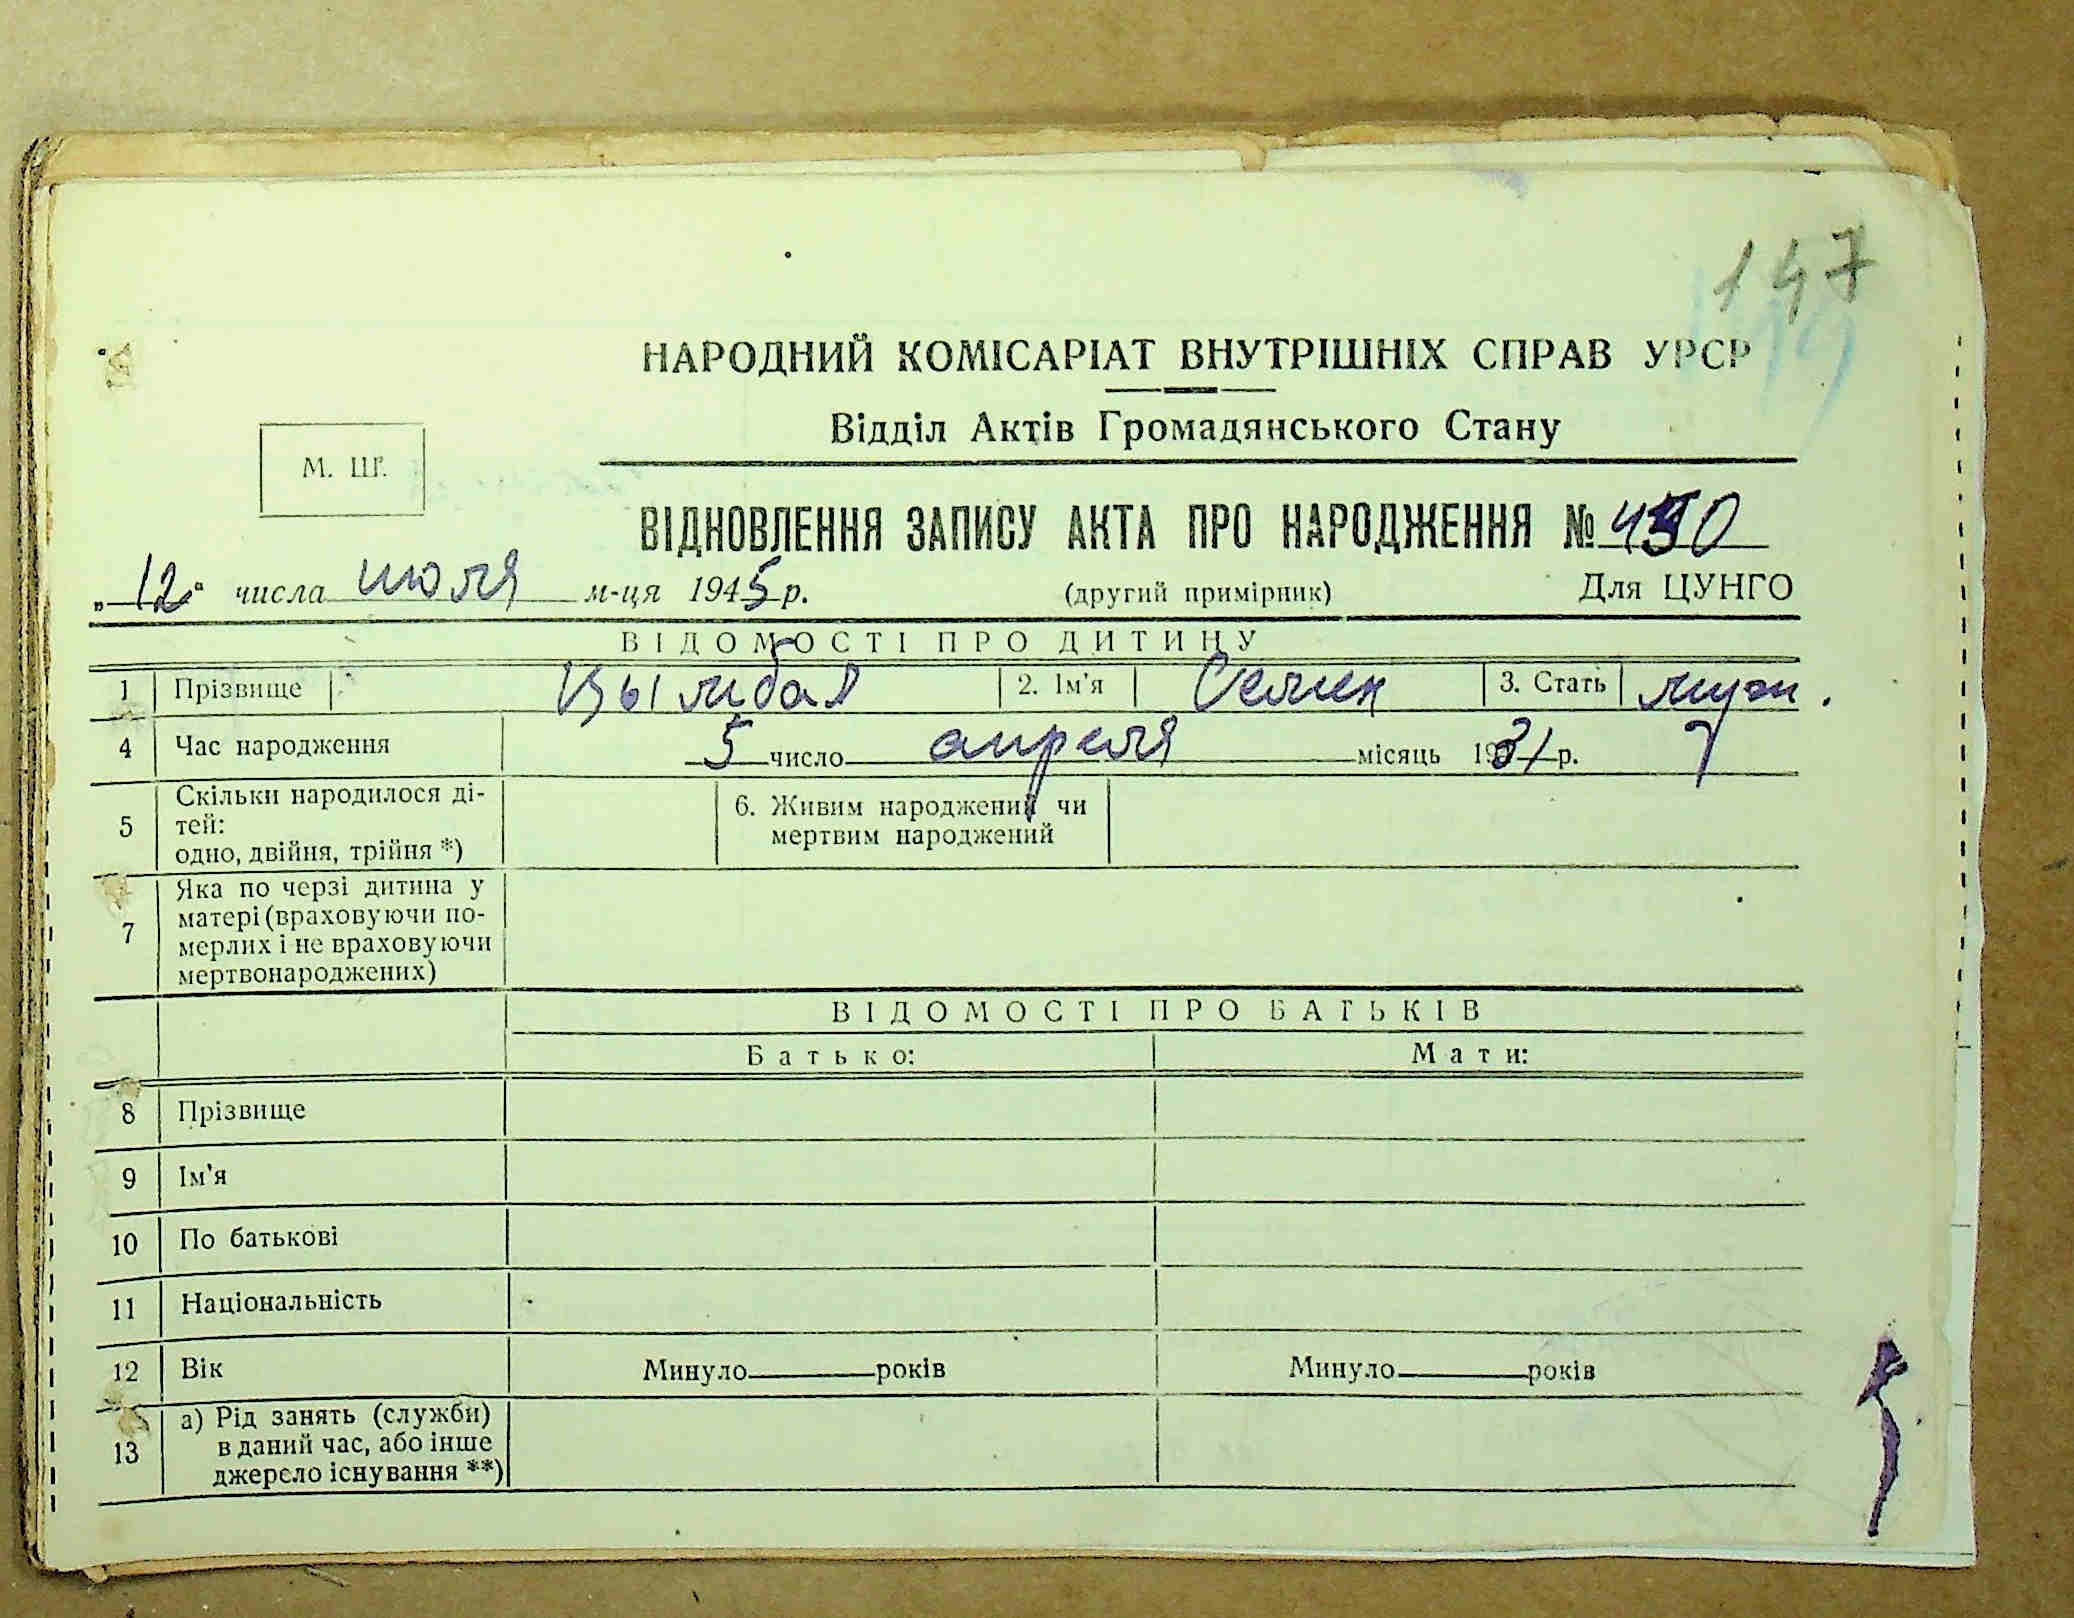 147
НАРОДНИЙ КОМІСАРІАТ ВНУТРІШНІХ СПРАВ УРСР
Відділ Актів Громадянського Стану
М. Ш.
ВІДНОВЛЕННЯ ЗАПИСУ АКТА ПРО НАРОДЖЕННЯ №
„12“ числа июля м-ця 1945 р. (другий примірник) Для ЦУНГО
ВІДОМОСТІ ПРО ДИТИНУ
1 Прізвище Цымбал 2. Ім'я Семен 3. Стать муж.
4 Час народження 5 число апреля місяць 1931 р.
5 Скільки народилося ді-
тей:
одно, двійня, трійня *)
6. Живим народжений чи
мертвим народжений
7 Яка по черзі дитина у
матері (враховуючи по-
мерлих і не враховуючи
мертвонароджених)
ВІДОМОСТІ ПРО БАТЬКІВ
Батько: Мати:
8 Прізвище
9 Ім'я
10 По батькові
11 Національність
12 Вік Минуло років Минуло років
13 а) Рід занять (служби)
в даний час, або інше
джерело існування **)